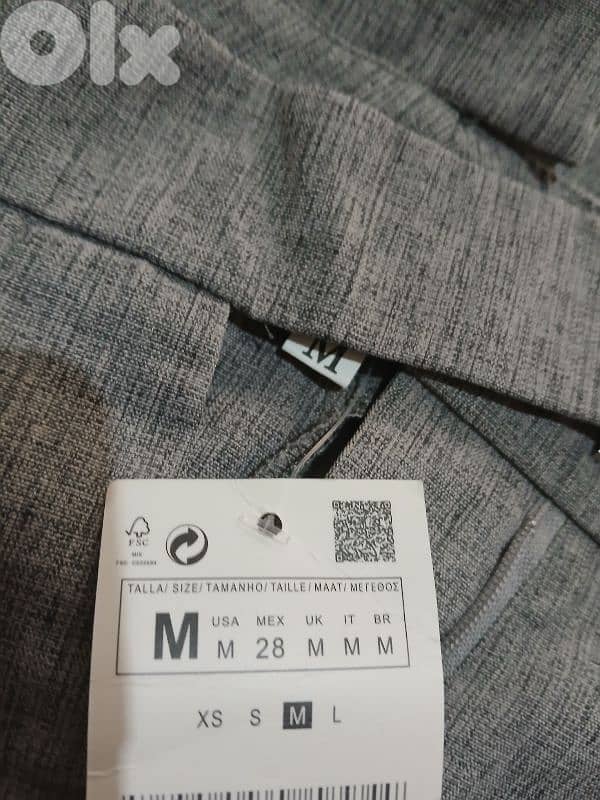 OLX
M
FSC
MIX
TALLA/ SIZE/ TAMANHO/ TAILLE/ MAAT/ ΜΕΓΕΘΟΣ
M
USA MEX UK IT BR
M 28 M M M
XS S M L